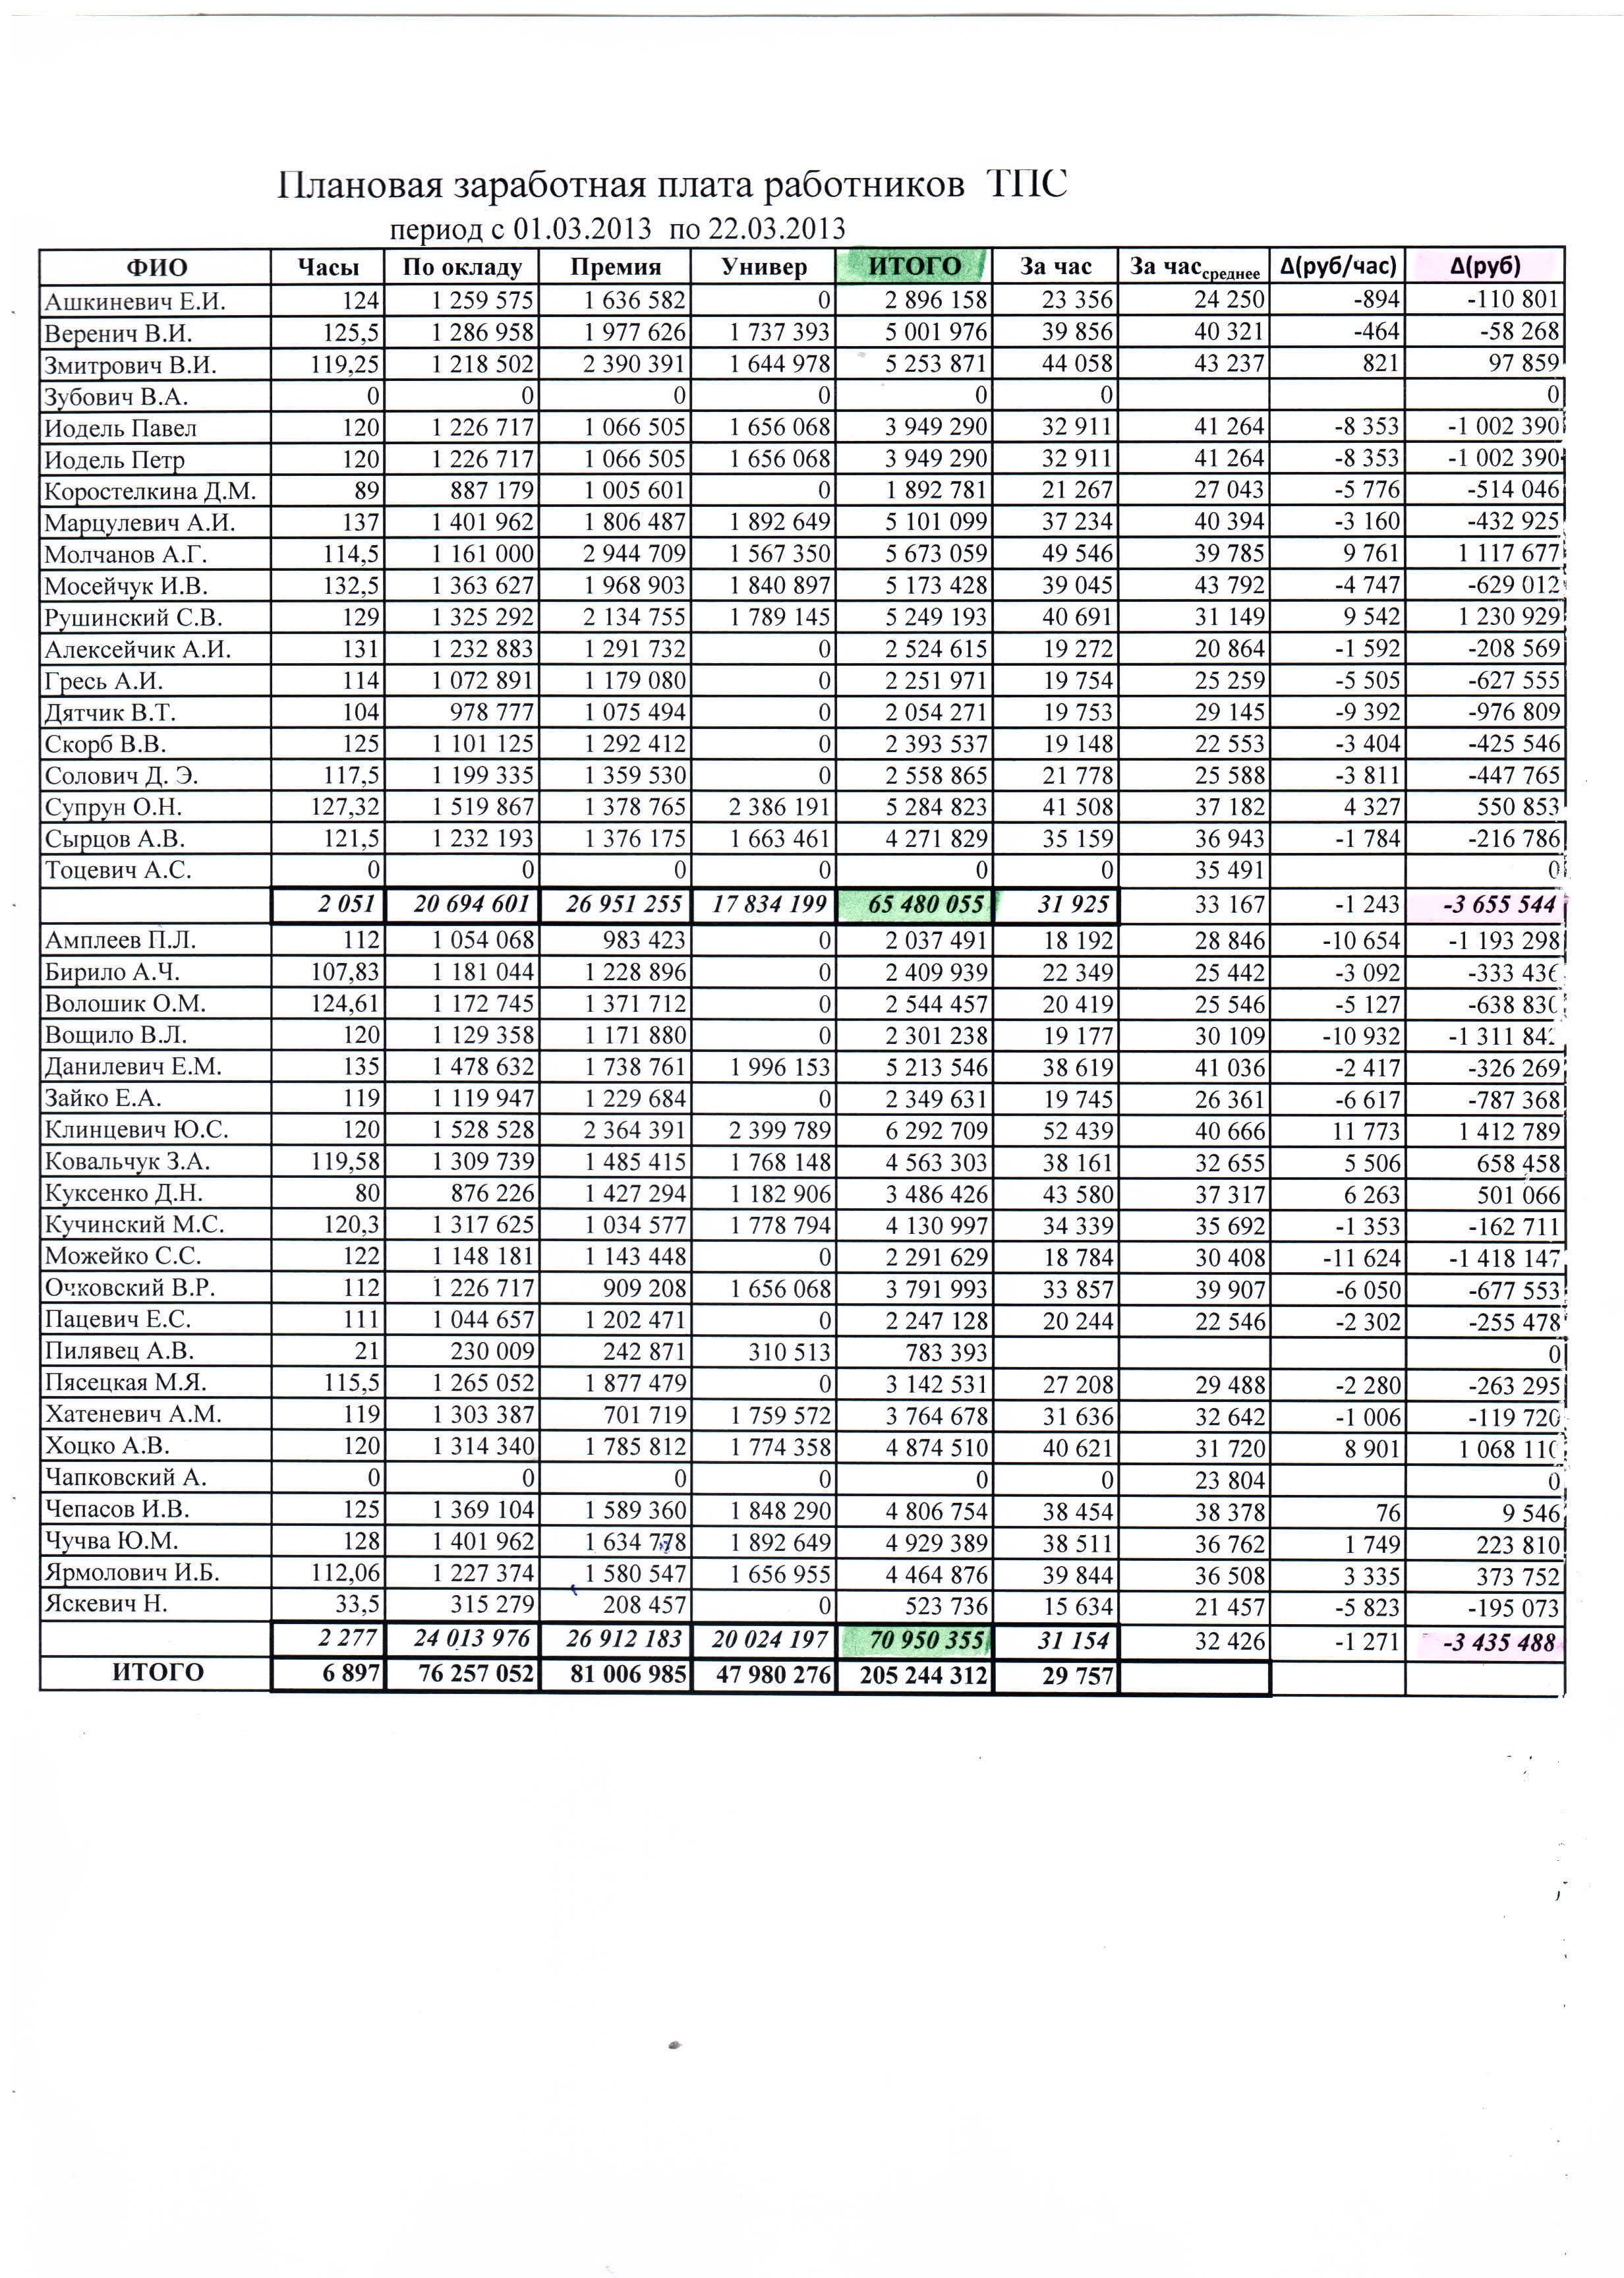 Плановая заработная плата работников ТПС
период с 01.03.2013 по 22.03.2013
ФИО Часы По окладу Премия Универ ИТОГО За час За час среднее Δ(руб/час) Δ(руб)
Ашкиневич Е.И. 124 1 259 575 1 636 582 0 2 896 158 23 356 24 250 -894 -110 801
Веренич В.И. 125,5 1 286 958 1 977 626 1 737 393 5 001 976 39 856 40 321 -464 -58 268
Змитрович В.И. 119,25 1 218 502 2 390 391 1 644 978 5 253 871 44 058 43 237 821 97 859
Зубович В.А. 0 0 0 0 0 0 0
Иодель Павел 120 1 226 717 1 066 505 1 656 068 3 949 290 32 911 41 264 -8 353 -1 002 390
Иодель Петр 120 1 226 717 1 066 505 1 656 068 3 949 290 32 911 41 264 -8 353 -1 002 390
Коростелкина Д.М. 89 887 179 1 005 601 0 1 892 781 21 267 27 043 -5 776 -514 046
Марцулевич А.И. 137 1 401 962 1 806 487 1 892 649 5 101 099 37 234 40 394 -3 160 -432 925
Молчанов А.Г. 114,5 1 161 000 2 944 709 1 567 350 5 673 059 49 546 39 785 9 761 1 117 677
Мосейчук И.В. 132,5 1 363 627 1 968 903 1 840 897 5 173 428 39 045 43 792 -4 747 -629 012
Рушинский С.В. 129 1 325 292 2 134 755 1 789 145 5 249 193 40 691 31 149 9 542 1 230 929
Алексейчик А.И. 131 1 232 883 1 291 732 0 2 524 615 19 272 20 864 -1 592 -208 569
Гресь А.И. 114 1 072 891 1 179 080 0 2 251 971 19 754 25 259 -5 505 -627 555
Дятчик В.Т. 104 978 777 1 075 494 0 2 054 271 19 753 29 145 -9 392 -976 809
Скорб В.В. 125 1 101 125 1 292 412 0 2 393 537 19 148 22 553 -3 404 -425 546
Солович Д. Э. 117,5 1 199 335 1 359 530 0 2 558 865 21 778 25 588 -3 811 -447 765
Супрун О.Н. 127,32 1 519 867 1 378 765 2 386 191 5 284 823 41 508 37 182 4 327 550 853
Сырцов А.В. 121,5 1 232 193 1 376 175 1 663 461 4 271 829 35 159 36 943 -1 784 -216 786
Тоцевич А.С. 0 0 0 0 0 0 35 491 0
2 051 20 694 601 26 951 255 17 834 199 65 480 055 31 925 33 167 -1 243 -3 655 544
Амплеев П.Л. 112 1 054 068 983 423 0 2 037 491 18 192 28 846 -10 654 -1 193 298
Бирило А.Ч. 107,83 1 181 044 1 228 896 0 2 409 939 22 349 25 442 -3 092 -333 436
Волошик О.М. 124,61 1 172 745 1 371 712 0 2 544 457 20 419 25 546 -5 127 -638 830
Вощило В.Л. 120 1 129 358 1 171 880 0 2 301 238 19 177 30 109 -10 932 -1 311 842
Данилевич Е.М. 135 1 478 632 1 738 761 1 996 153 5 213 546 38 619 41 036 -2 417 -326 269
Зайко Е.А. 119 1 119 947 1 229 684 0 2 349 631 19 745 26 361 -6 617 -787 368
Клинцевич Ю.С. 120 1 528 528 2 364 391 2 399 789 6 292 709 52 439 40 666 11 773 1 412 789
Ковальчук З.А. 119,58 1 309 739 1 485 415 1 768 148 4 563 303 38 161 32 655 5 506 658 458
Куксенко Д.Н. 80 876 226 1 427 294 1 182 906 3 486 426 43 580 37 317 6 263 501 066
Кучинский М.С. 120,3 1 317 625 1 034 577 1 778 794 4 130 997 34 339 35 692 -1 353 -162 711
Можейко С.С. 122 1 148 181 1 143 448 0 2 291 629 18 784 30 408 -11 624 -1 418 147
Очковский В.Р. 112 1 226 717 909 208 1 656 068 3 791 993 33 857 39 907 -6 050 -677 553
Пацевич Е.С. 111 1 044 657 1 202 471 0 2 247 128 20 244 22 546 -2 302 -255 478
Пилявец А.В. 21 230 009 242 871 310 513 783 393 0
Пясецкая М.Я. 115,5 1 265 052 1 877 479 0 3 142 531 27 208 29 488 -2 280 -263 295
Хатеневич А.М. 119 1 303 387 701 719 1 759 572 3 764 678 31 636 32 642 -1 006 -119 720
Хоцко А.В. 120 1 314 340 1 785 812 1 774 358 4 874 510 40 621 31 720 8 901 1 068 110
Чапковский А. 0 0 0 0 0 0 23 804 0
Чепасов И.В. 125 1 369 104 1 589 360 1 848 290 4 806 754 38 454 38 378 76 9 546
Чучва Ю.М. 128 1 401 962 1 634 778 1 892 649 4 929 389 38 511 36 762 1 749 223 810
Ярмолович И.Б. 112,06 1 227 374 1 580 547 1 656 955 4 464 876 39 844 36 508 3 335 373 752
Яскевич Н. 33,5 315 279 208 457 0 523 736 15 634 21 457 -5 823 -195 073
2 277 24 013 976 26 912 183 20 024 197 70 950 355 31 154 32 426 -1 271 -3 435 488
ИТОГО 6 897 76 257 052 81 006 985 47 980 276 205 244 312 29 757